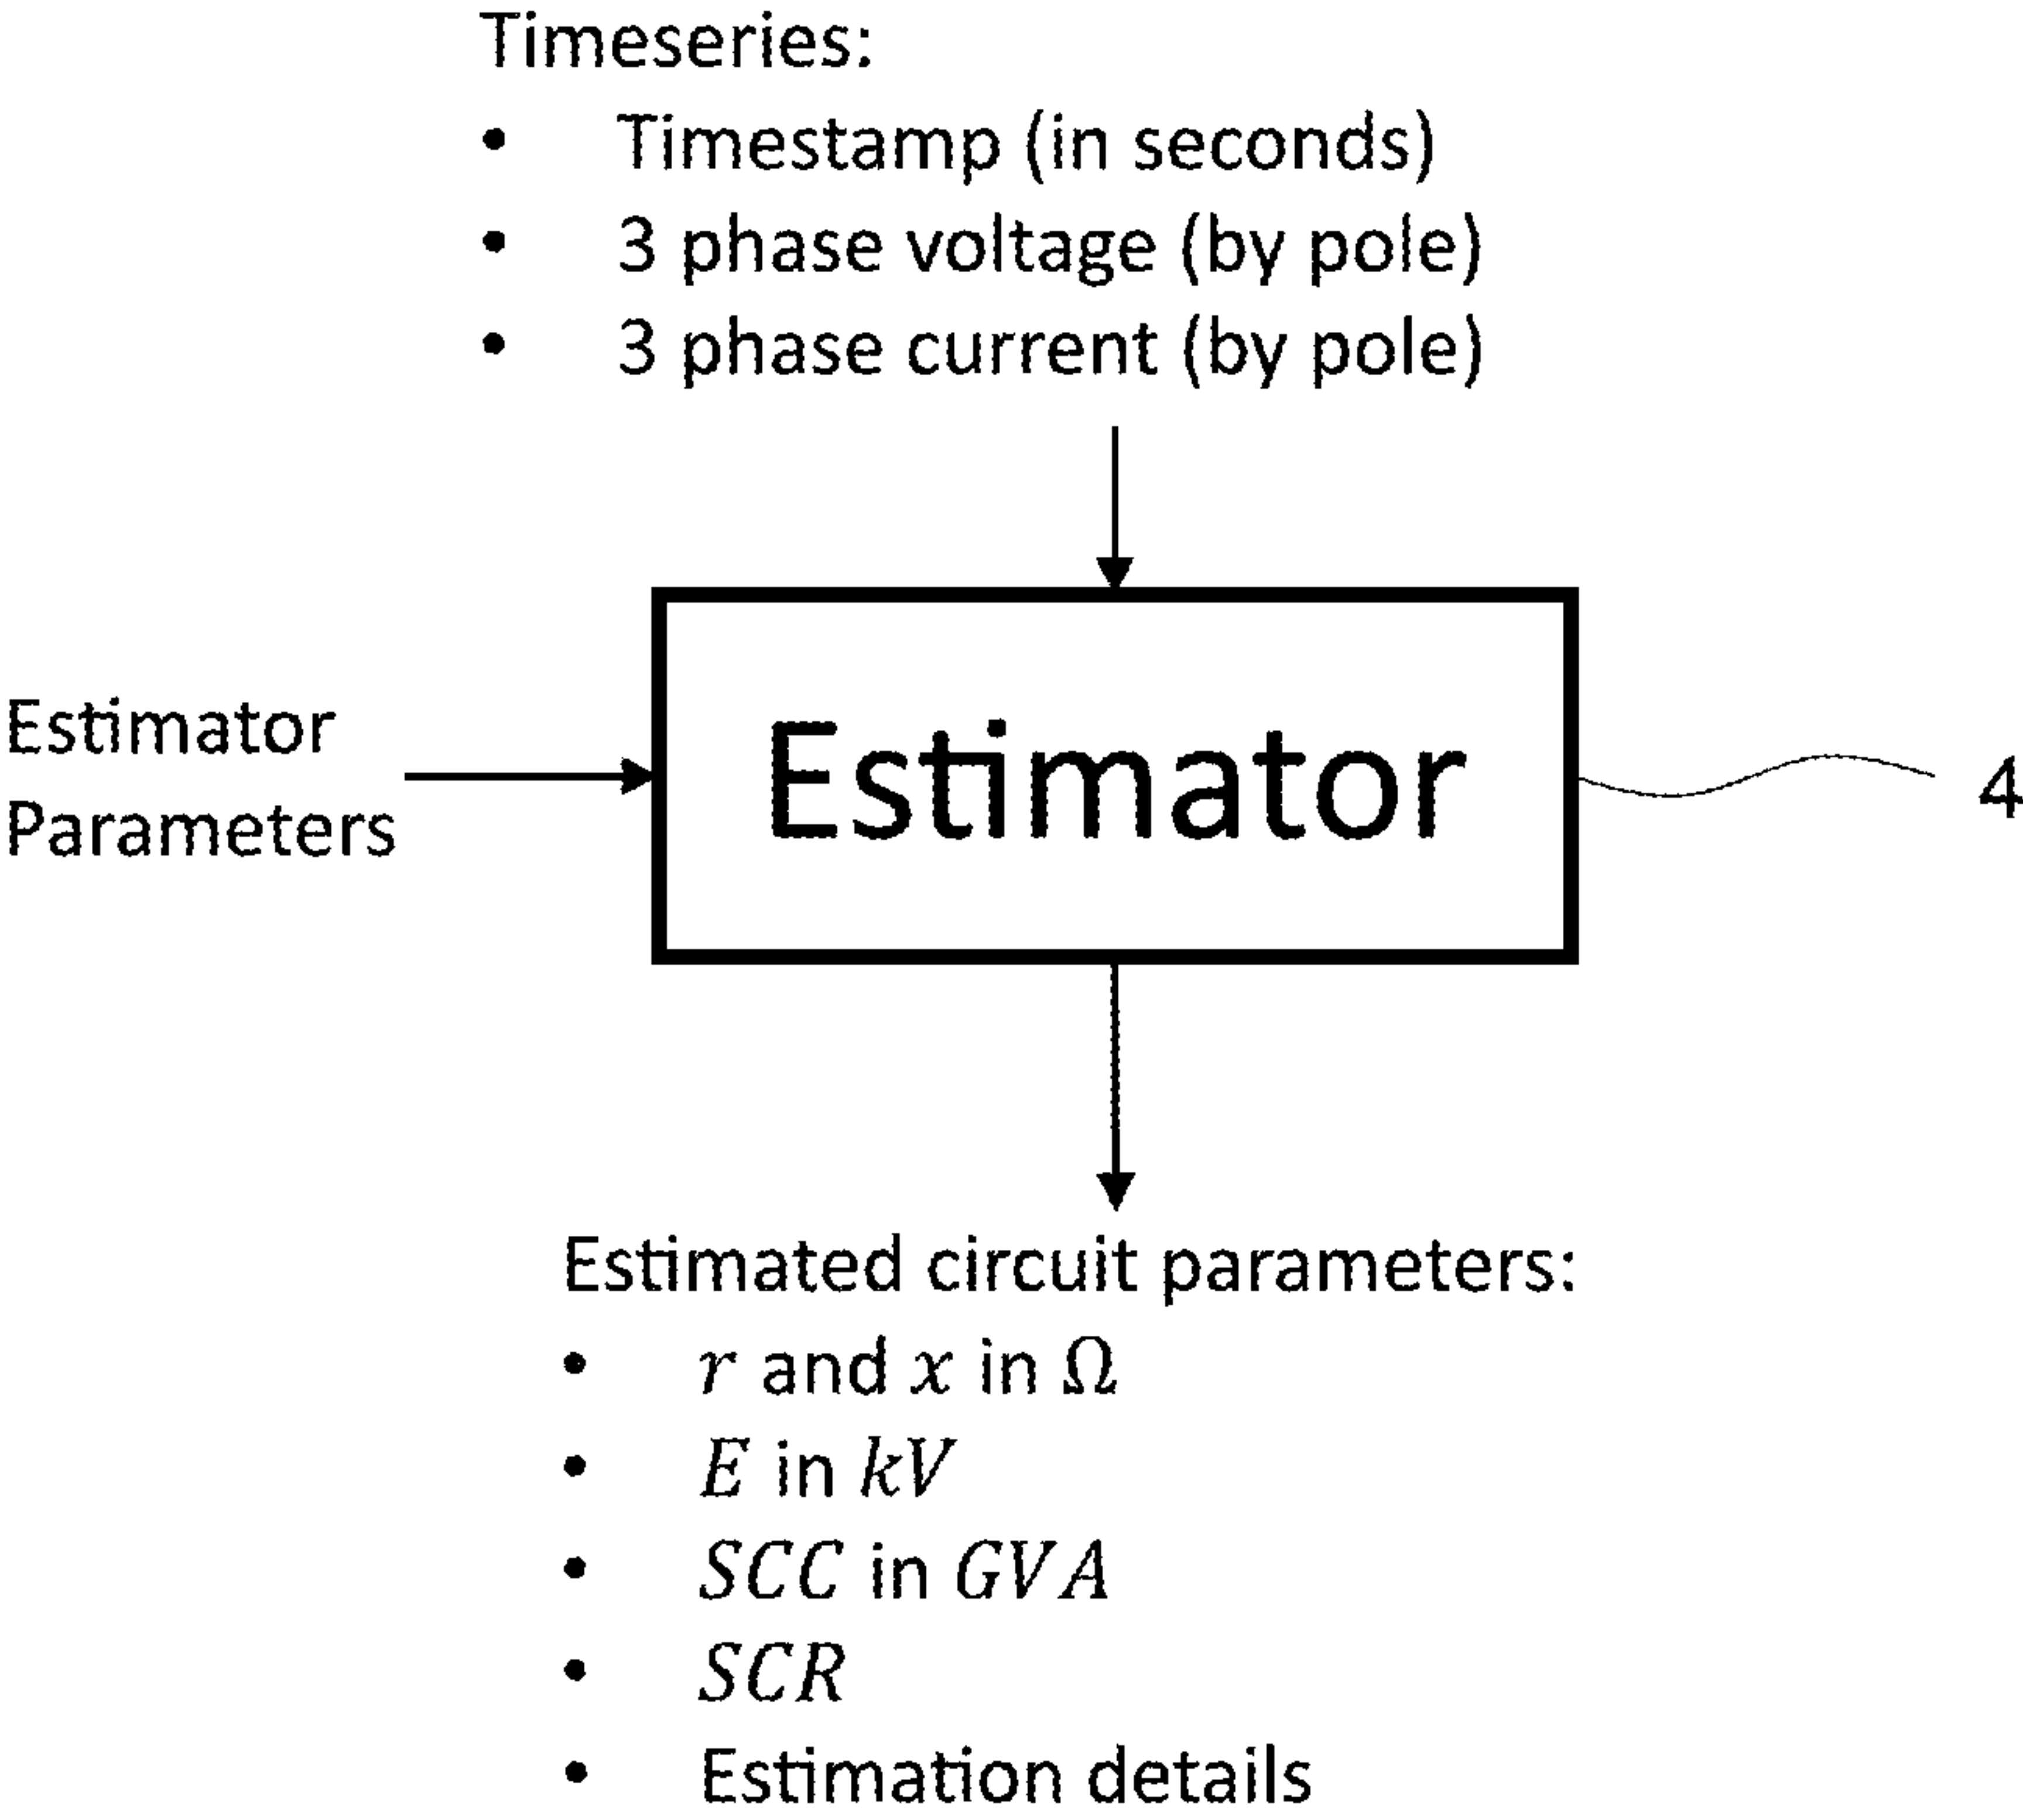 Timeseries:
• Timestamp (in seconds)
• 3 phase voltage (by pole)
• 3 phase current (by pole)
Estimator
Parameters
Estimator
4
Estimated circuit parameters:
• r and x in Ω
• E in kV
• SCC in GVA
• SCR
• Estimation details